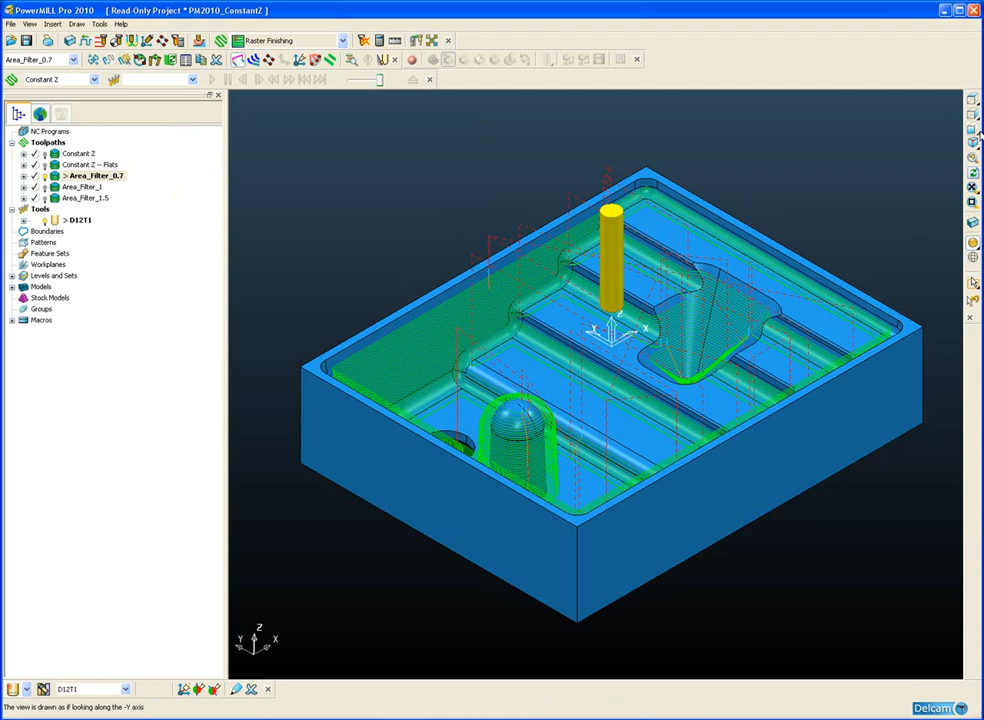 PowerMILL Pro 2010    [ Read-Only Project * PM2010_ConstantZ ]
File View Insert Draw Tools Help
Raster Finishing
Area_Filter_0.7
Constant Z
NC Programs
Toolpaths
Constant Z
Constant Z -- Flats
> Area_Filter_0.7
Area_Filter_1
Area_Filter_1.5
Tools
> D12T1
Boundaries
Patterns
Feature Sets
Workplanes
Levels and Sets
Models
Stock Models
Groups
Macros
Z
Y X
Z
Y X
D12T1
The view is drawn as if looking along the -Y axis
Delcam